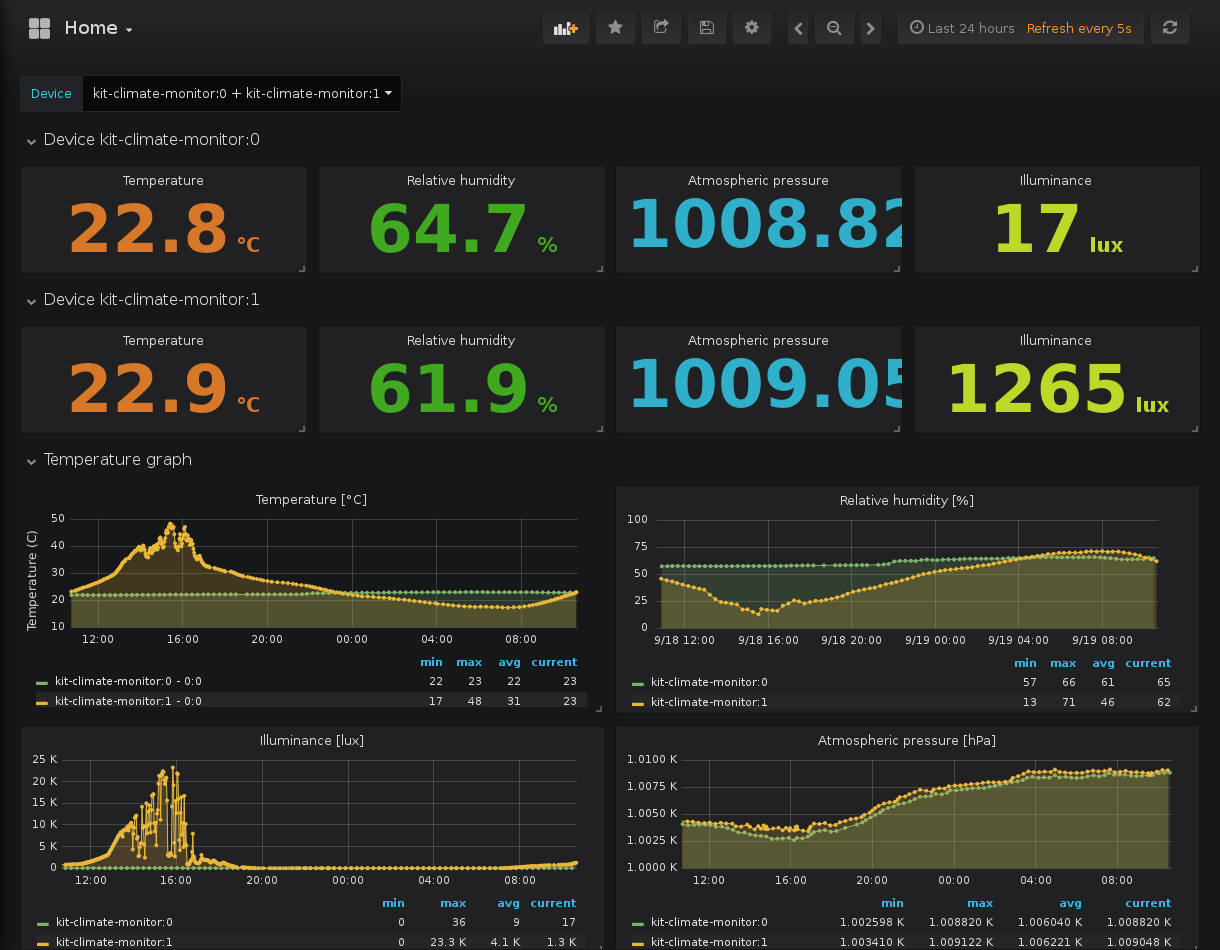 Home
Last 24 hours Refresh every 5s
Device kit-climate-monitor:0 + kit-climate-monitor:1
Device kit-climate-monitor:0
Temperature
22.8 °C
Relative humidity
64.7 %
Atmospheric pressure
1008.82
Illuminance
17 lux
Device kit-climate-monitor:1
Temperature
22.9 °C
Relative humidity
61.9 %
Atmospheric pressure
1009.05
Illuminance
1265 lux
Temperature graph
Temperature [°C]
Temperature (C)
50
40
30
20
10
12:00 16:00 20:00 00:00 04:00 08:00
min max avg current
kit-climate-monitor:0 - 0:0 22 23 22 23
kit-climate-monitor:1 - 0:0 17 48 31 23
Relative humidity [%]
100
75
50
25
0
9/18 12:00 9/18 16:00 9/18 20:00 9/19 00:00 9/19 04:00 9/19 08:00
min max avg current
kit-climate-monitor:0 57 66 61 65
kit-climate-monitor:1 13 71 46 62
Illuminance [lux]
25 K
20 K
15 K
10 K
5 K
0
12:00 16:00 20:00 00:00 04:00 08:00
min max avg current
kit-climate-monitor:0 0 36 9 17
kit-climate-monitor:1 0 23.3 K 4.1 K 1.3 K
Atmospheric pressure [hPa]
1.0100 K
1.0075 K
1.0050 K
1.0025 K
1.0000 K
12:00 16:00 20:00 00:00 04:00 08:00
min max avg current
kit-climate-monitor:0 1.002598 K 1.008820 K 1.006040 K 1.008820 K
kit-climate-monitor:1 1.003410 K 1.009122 K 1.006221 K 1.009048 K